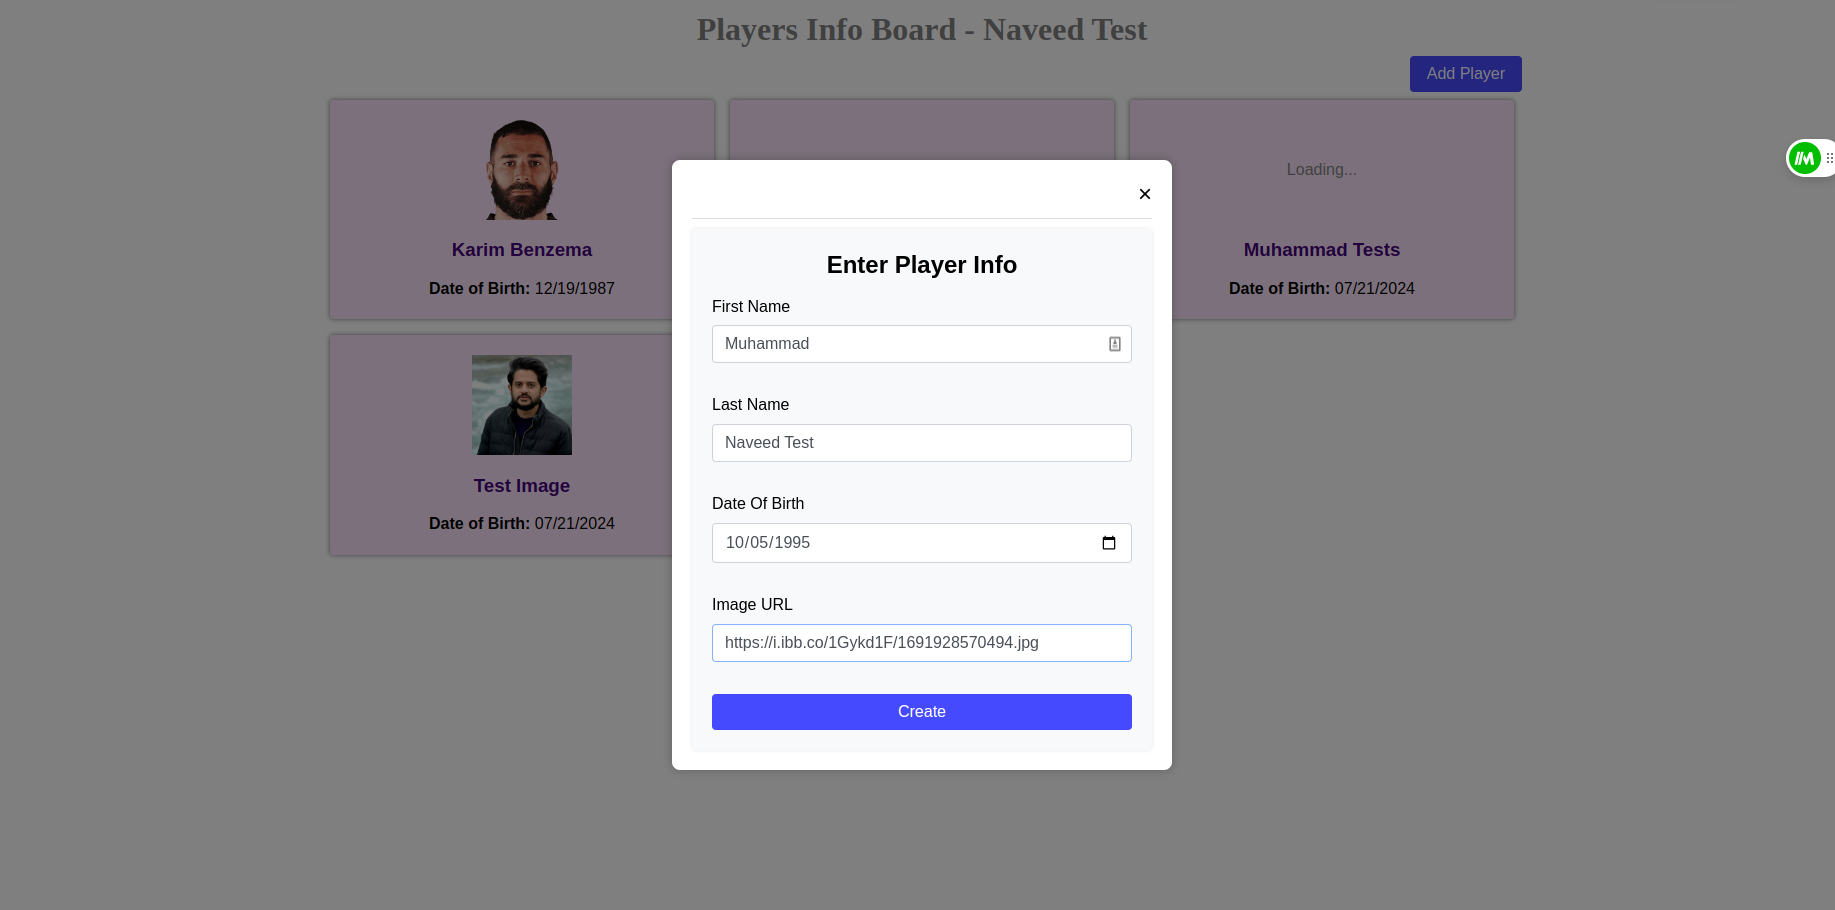 Players Info Board - Naveed Test
Add Player
Loading...
Karim Benzema
Date of Birth: 12/19/1987
Muhammad Tests
Date of Birth: 07/21/2024
Test Image
Date of Birth: 07/21/2024
×
Enter Player Info
First Name
Muhammad
Last Name
Naveed Test
Date Of Birth
10/05/1995
Image URL
https://i.ibb.co/1Gykd1F/1691928570494.jpg
Create